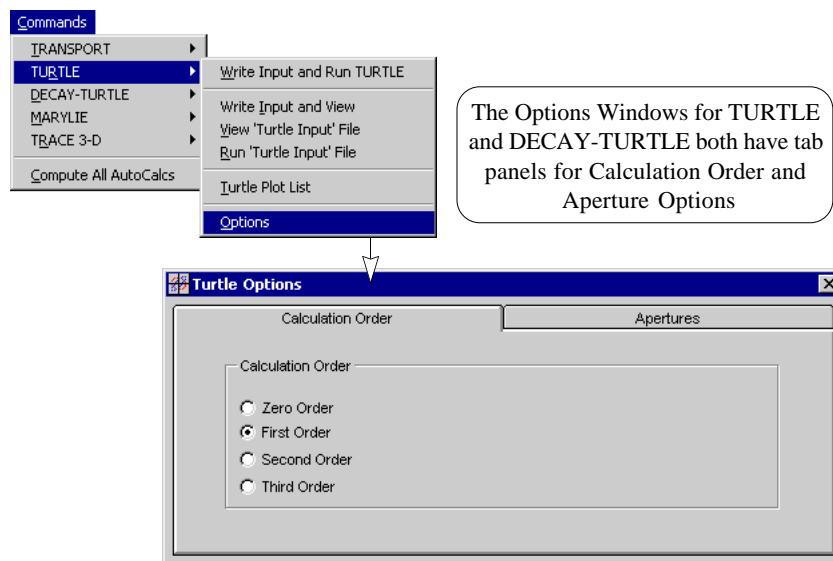 Commands
TRANSPORT
TURTLE
DECAY-TURTLE
MARYLIE
TRACE 3-D
Compute All AutoCalcs
Write Input and Run TURTLE
Write Input and View
View 'Turtle Input' File
Run 'Turtle Input' File
Turtle Plot List
Options
The Options Windows for TURTLE
and DECAY-TURTLE both have tab
panels for Calculation Order and
Aperture Options
Turtle Options
Calculation Order
Apertures
Calculation Order
Zero Order
First Order
Second Order
Third Order